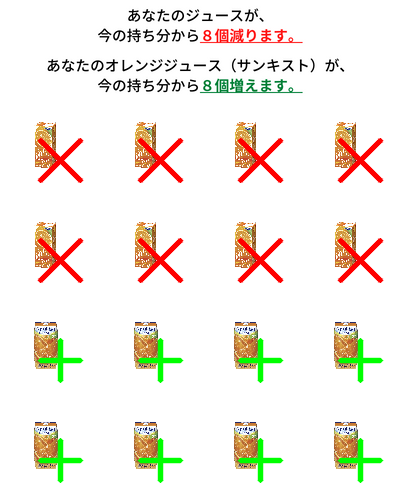 あなたのジュースが、
今の持ち分から８個減ります。
あなたのオレンジジュース（サンキスト）が、
今の持ち分から８個増えます。